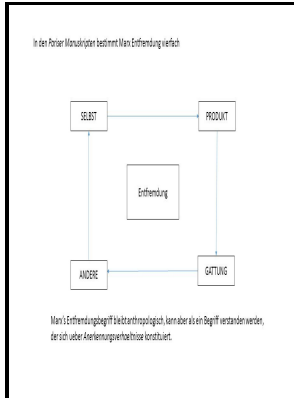 In den Pariser Manuskripten bestimmt Marx Entfremdung vierfach
SELBST
PRODUKT
Entfremdung
ANDERE
GATTUNG
Marx's Entfremdungsbegriff bleibt anthropologisch, kann aber als ein Begriff verstanden werden,
der sich ueber Anerkennungsverhaeltnisse konstituiert.